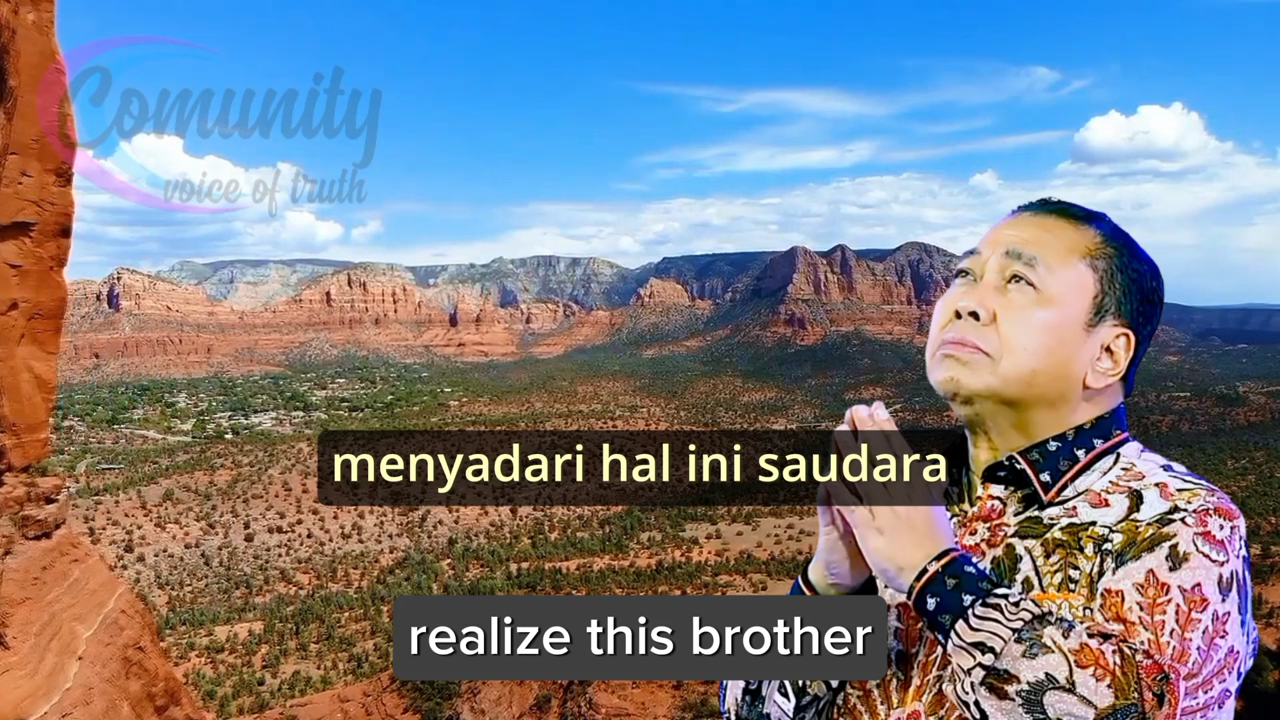 Comunity
voice of truth
menyadari hal ini saudara
realize this brother